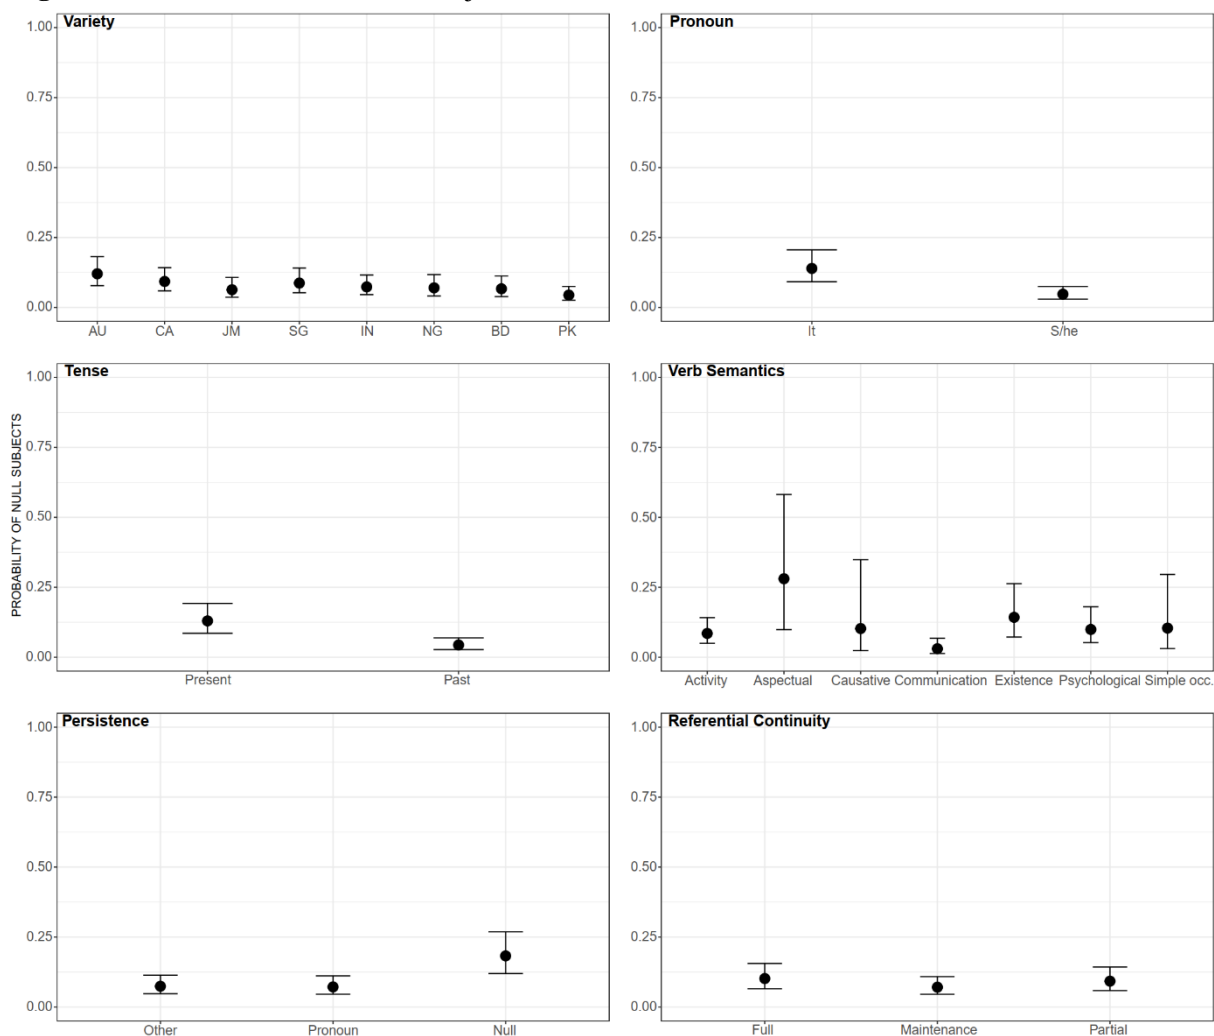 Variety
1.00
0.75
0.50
0.25
0.00
AU CA JM SG IN NG BD PK
Pronoun
1.00
0.75
0.50
0.25
0.00
It S/he
PROBABILITY OF NULL SUBJECTS
Tense
1.00
0.75
0.50
0.25
0.00
Present Past
Verb Semantics
1.00
0.75
0.50
0.25
0.00
Activity Aspectual Causative Communication Existence Psychological Simple occ.
Persistence
1.00
0.75
0.50
0.25
0.00
Other Pronoun Null
Referential Continuity
1.00
0.75
0.50
0.25
0.00
Full Maintenance Partial